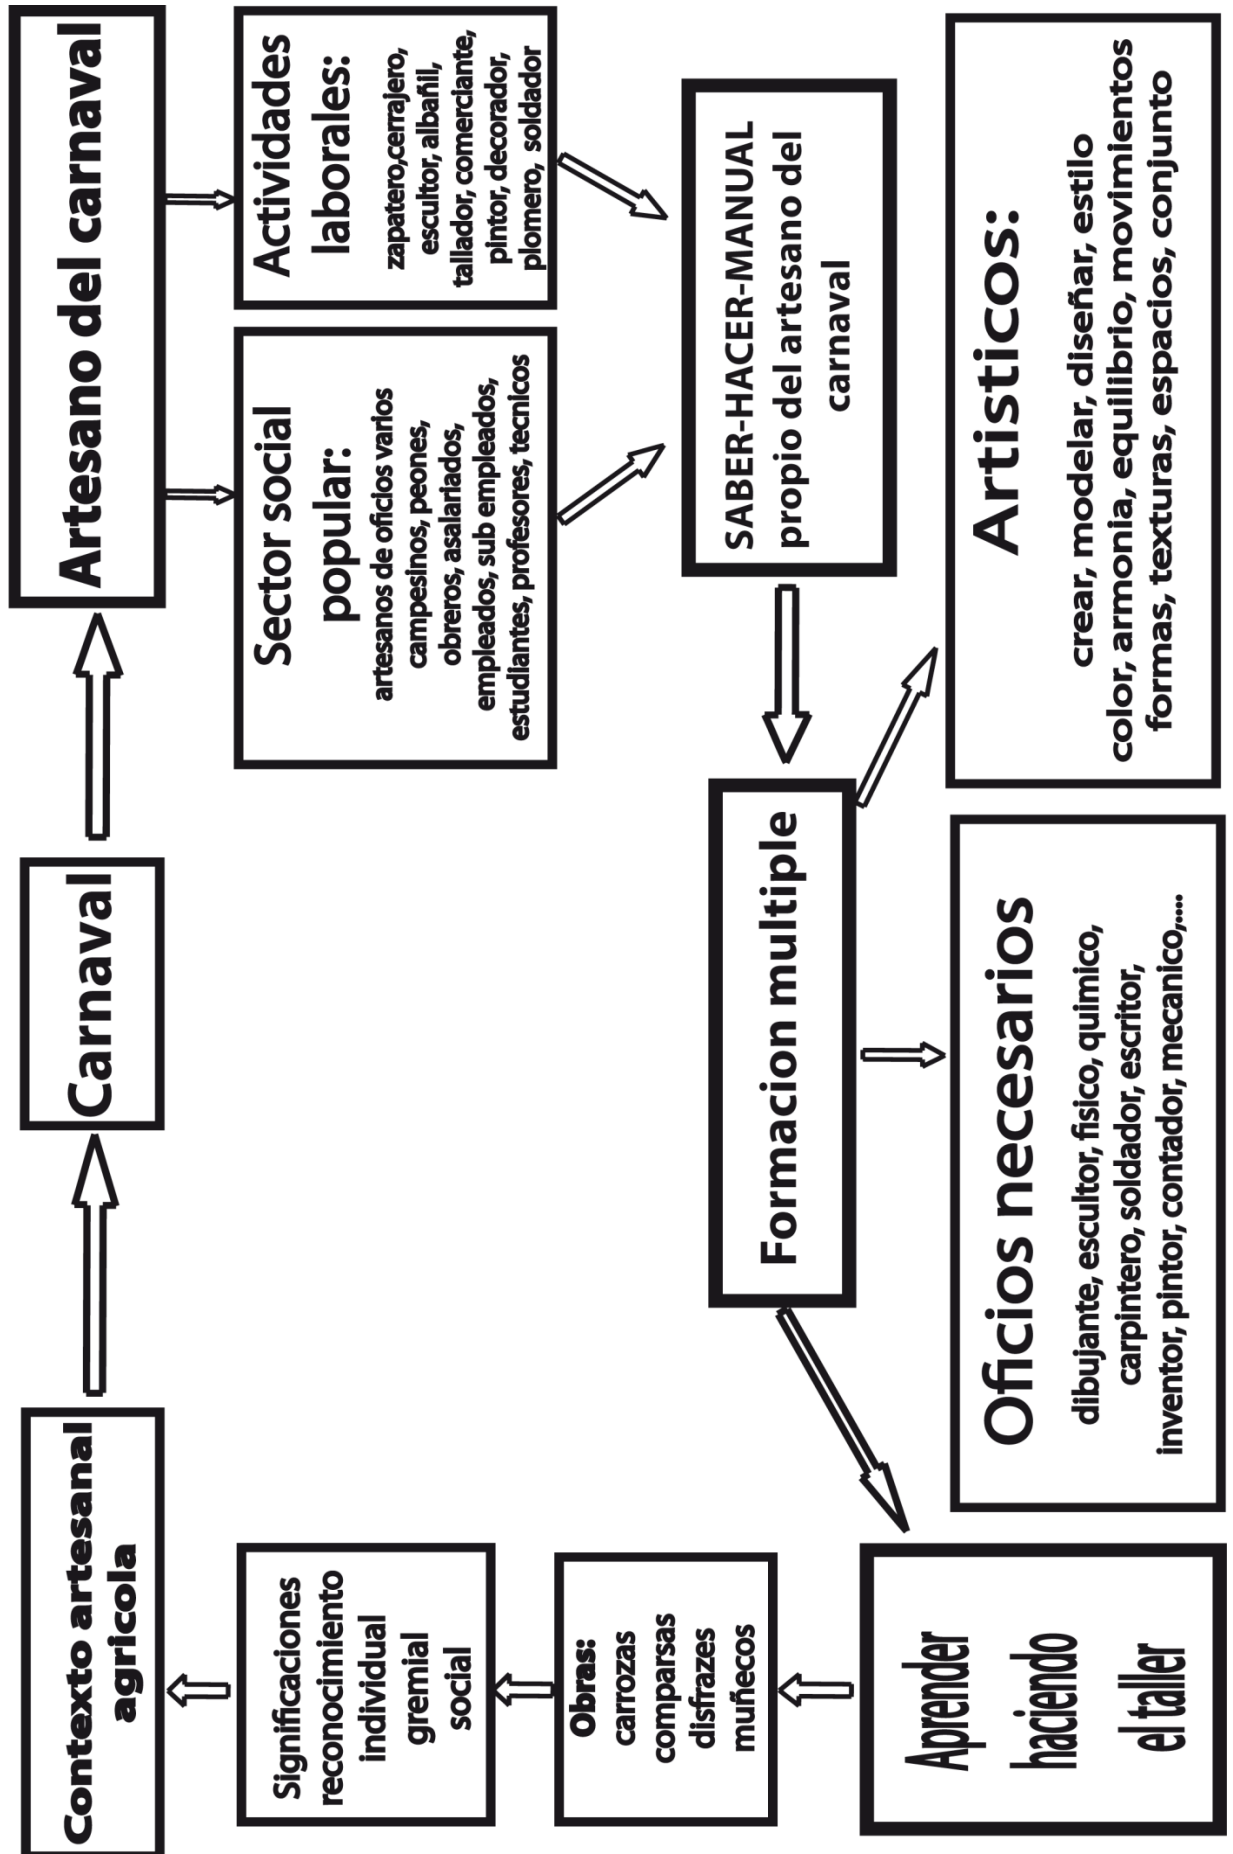 Contexto artesanal
agricola
Carnaval
Artesano del carnaval
Significaciones
reconocimiento
individual
gremial
social
Sector social
popular:
artesanos de oficios varios
campesinos, peones,
obreros, asalariados,
empleados, sub empleados,
estudiantes, profesores, tecnicos
Actividades
laborales:
zapatero,cerrajero,
escultor, albañil,
tallador, comerciante,
pintor, decorador,
plomero, soldador
Obras:
carrozas
comparsas
disfrazes
muñecos
SABER-HACER-MANUAL
propio del artesano del
carnaval
Formacion multiple
Aprender
haciendo
el taller
Oficios necesarios
dibujante, escultor, fisico, quimico,
carpintero, soldador, escritor,
inventor, pintor, contador, mecanico,....
Artisticos:
crear, modelar, diseñar, estilo
color, armonia, equilibrio, movimientos
formas, texturas, espacios, conjunto